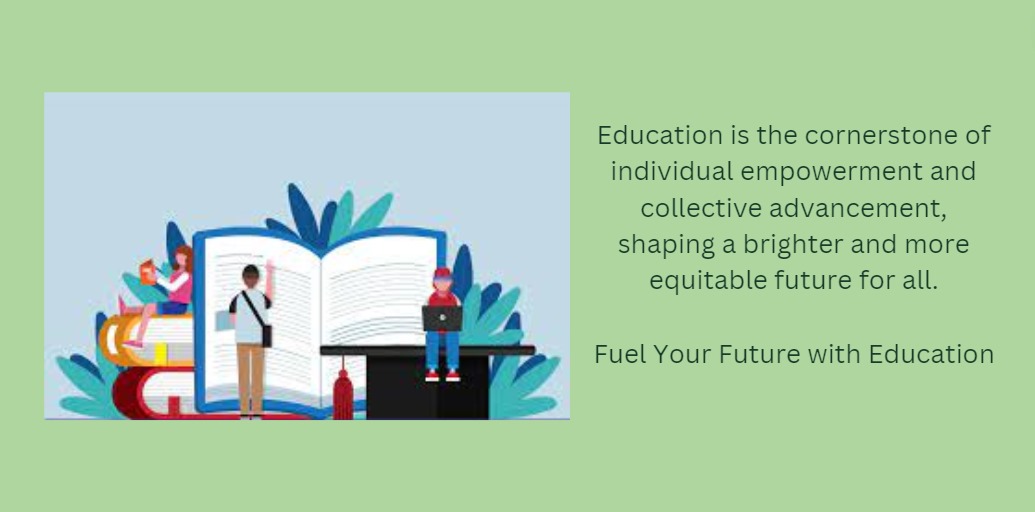 Education is the cornerstone of
individual empowerment and
collective advancement,
shaping a brighter and more
equitable future for all.
Fuel Your Future with Education